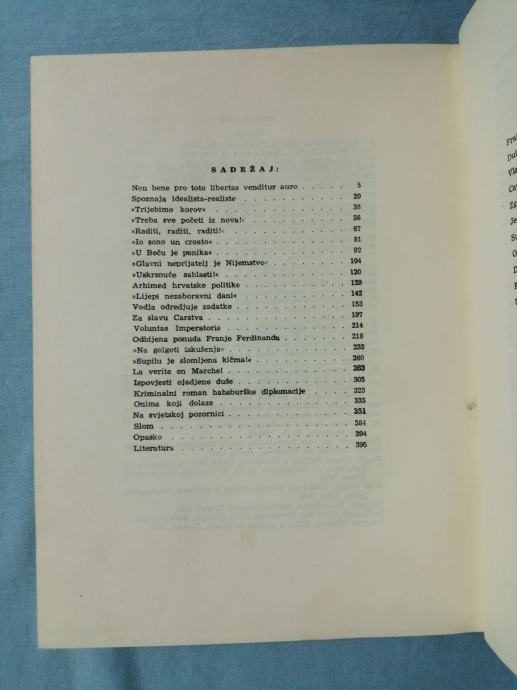 SADRŽAJ:
Non bene pro toto libertas venditur auro . . . . . 5
Spoznaja idealista-realiste . . . . . 20
»Trijebimo korov« . . . . . 38
»Treba sve početi iz nova!« . . . . . 56
»Raditi, raditi, raditi!« . . . . . 67
»Io sono un croato« . . . . . 81
»U Beču je panika« . . . . . 92
»Glavni neprijatelj je Nijemstvo« . . . . . 104
»Uskrsnuće sablasti!« . . . . . 120
Arhimed hrvatske politike . . . . . 129
»Lijepi nezaboravni dani« . . . . . 142
Vodja odredjuje zadatke . . . . . 153
Za slavu Carstva . . . . . 197
Voluntas Imperatoris . . . . . 214
Odbijena ponuda Franje Ferdinanda . . . . . 218
»Na golgoti iskušenja« . . . . . 238
»Supilu je slomljena kičma!« . . . . . 260
La verite en Marche! . . . . . 283
Ispovjesti ojadjene duše . . . . . 305
Kriminalni roman habsburške diplomacije . . . . . 323
Onima koji dolaze . . . . . 335
Na svjetskoj pozornici . . . . . 351
Slom . . . . . 384
Opaske . . . . . 394
Literatura . . . . . 395